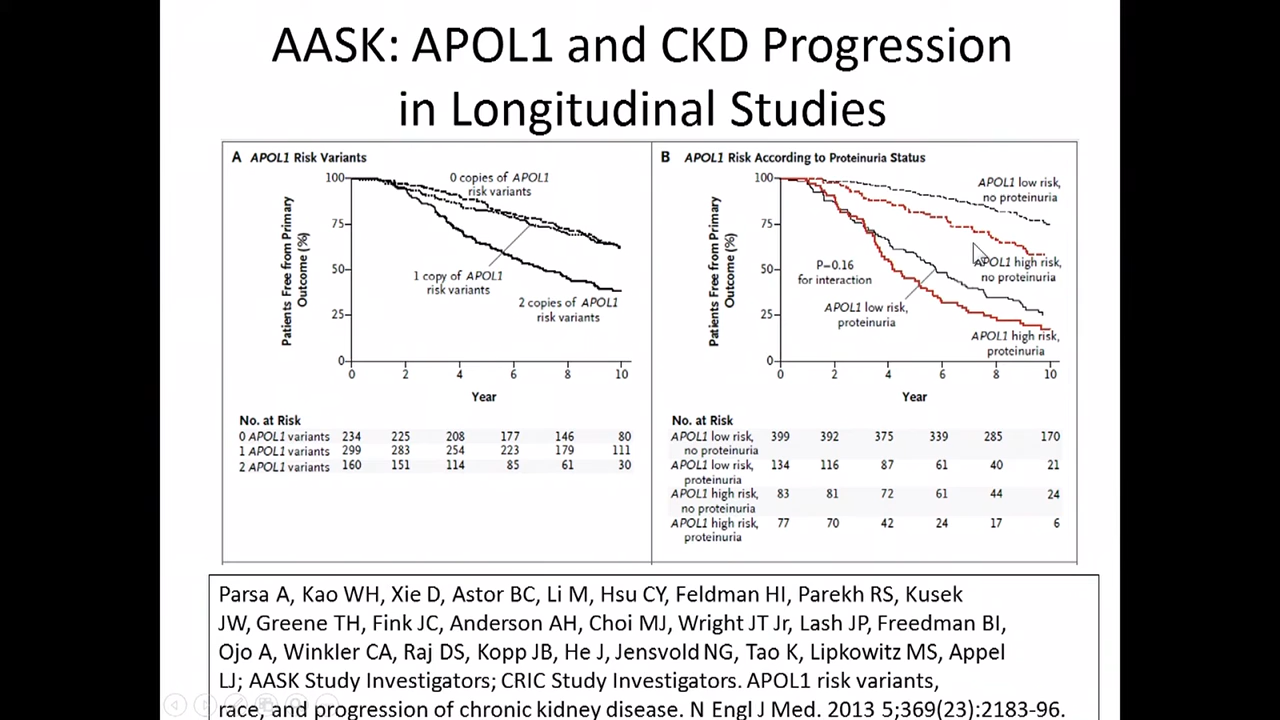 AASK: APOL1 and CKD Progression
in Longitudinal Studies
A APOL1 Risk Variants
100
75
50
25
0
Patients Free from Primary
Outcome (%)
0 copies of APOL1
risk variants
1 copy of APOL1
risk variants
2 copies of APOL1
risk variants
0 2 4 6 8 10
Year
No. at Risk
0 APOL1 variants 234 225 208 177 146 80
1 APOL1 variants 299 283 254 223 179 111
2 APOL1 variants 160 151 114 85 61 30
B APOL1 Risk According to Proteinuria Status
100
75
50
25
0
Patients Free from Primary
Outcome (%)
APOL1 low risk,
no proteinuria
APOL1 high risk,
no proteinuria
P=0.16
for interaction
APOL1 low risk,
proteinuria
APOL1 high risk,
proteinuria
0 2 4 6 8 10
Year
No. at Risk
APOL1 low risk, 399 392 375 339 285 170
no proteinuria
APOL1 low risk, 134 116 87 61 40 21
proteinuria
APOL1 high risk, 83 81 72 61 44 24
no proteinuria
APOL1 high risk, 77 70 42 24 17 6
proteinuria
Parsa A, Kao WH, Xie D, Astor BC, Li M, Hsu CY, Feldman HI, Parekh RS, Kusek
JW, Greene TH, Fink JC, Anderson AH, Choi MJ, Wright JT Jr, Lash JP, Freedman BI,
Ojo A, Winkler CA, Raj DS, Kopp JB, He J, Jensvold NG, Tao K, Lipkowitz MS, Appel
LJ; AASK Study Investigators; CRIC Study Investigators. APOL1 risk variants,
race, and progression of chronic kidney disease. N Engl J Med. 2013 5;369(23):2183-96.